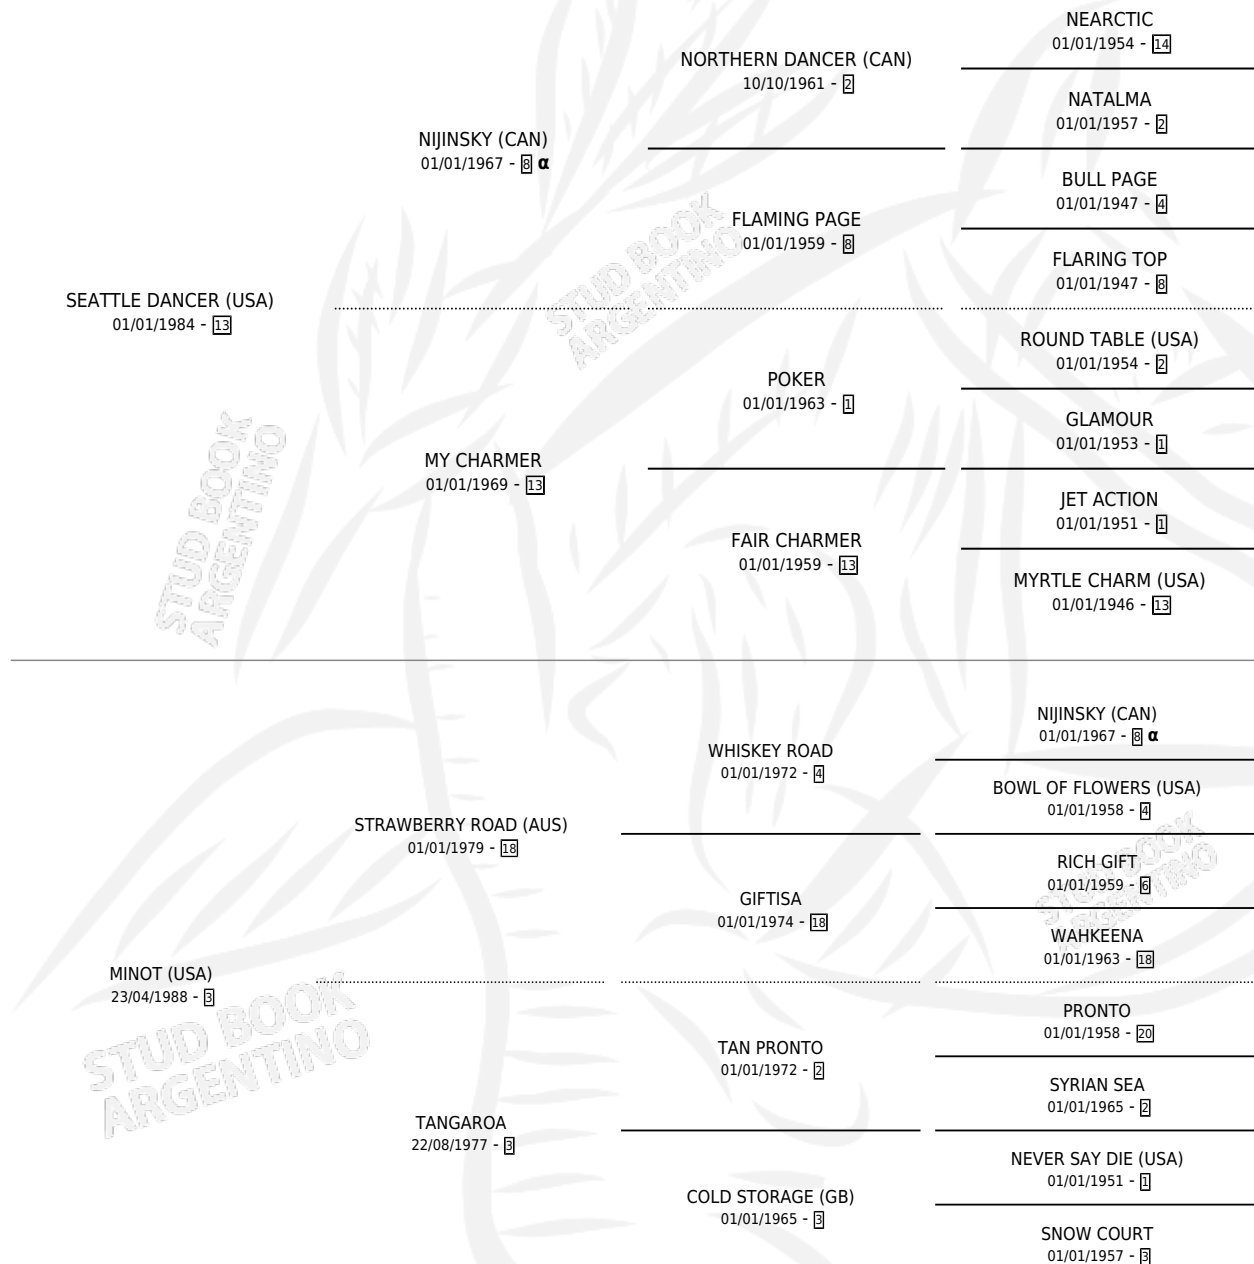 NEARCTIC
01/01/1954 - 14
NORTHERN DANCER (CAN)
10/10/1961 - 2
NATALMA
01/01/1957 - 2
NIJINSKY (CAN)
01/01/1967 - 8 α
BULL PAGE
01/01/1947 - 4
FLAMING PAGE
01/01/1959 - 8
FLARING TOP
01/01/1947 - 8
SEATTLE DANCER (USA)
01/01/1984 - 13
ROUND TABLE (USA)
01/01/1954 - 2
POKER
01/01/1963 - 1
GLAMOUR
01/01/1953 - 1
MY CHARMER
01/01/1969 - 13
JET ACTION
01/01/1951 - 1
FAIR CHARMER
01/01/1959 - 13
MYRTLE CHARM (USA)
01/01/1946 - 13
NIJINSKY (CAN)
01/01/1967 - 8 α
WHISKEY ROAD
01/01/1972 - 4
BOWL OF FLOWERS (USA)
01/01/1958 - 4
STRAWBERRY ROAD (AUS)
01/01/1979 - 18
RICH GIFT
01/01/1959 - 6
GIFTISA
01/01/1974 - 18
WAHKEENA
01/01/1963 - 18
MINOT (USA)
23/04/1988 - 3
PRONTO
01/01/1958 - 20
TAN PRONTO
01/01/1972 - 2
SYRIAN SEA
01/01/1965 - 2
TANGAROA
22/08/1977 - 3
NEVER SAY DIE (USA)
01/01/1951 - 1
COLD STORAGE (GB)
01/01/1965 - 3
SNOW COURT
01/01/1957 - 3
STUD BOOK
ARGENTINO
STUD BOOK
ARGENTINO
STUD BOOK
ARGENTINO
STUD BOOK
ARGENTINO